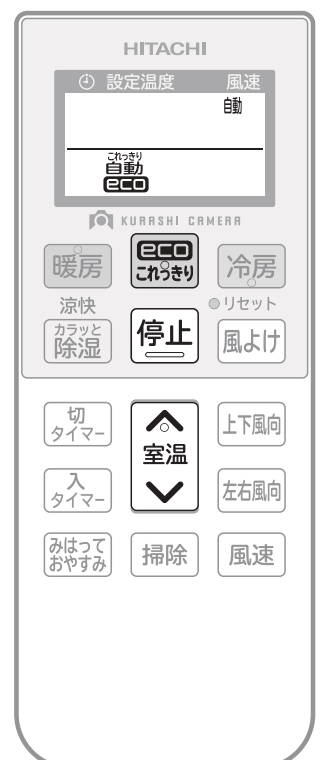 HITACHI
設定温度 風速
自動
これっきり
自動
eco
KURASHI CAMERA
暖房 eco これっきり 冷房
涼快 リセット
カラッと
除湿 停止 風よけ
切
タイマー 上下風向
室温
入
タイマー 左右風向
みはって
おやすみ 掃除 風速